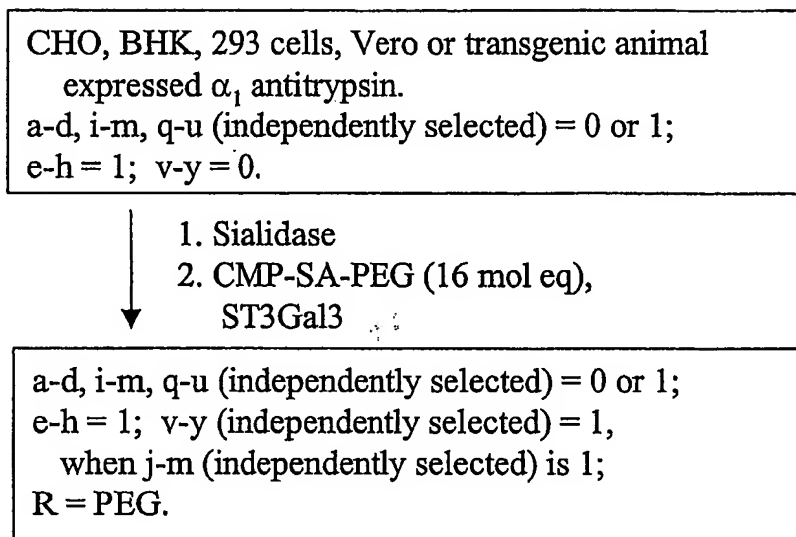 CHO, BHK, 293 cells, Vero or transgenic animal
expressed α₁ antitrypsin.
a-d, i-m, q-u (independently selected) = 0 or 1;
e-h = 1; v-y = 0.
1. Sialidase
2. CMP-SA-PEG (16 mol eq),
ST3Gal3
a-d, i-m, q-u (independently selected) = 0 or 1;
e-h = 1; v-y (independently selected) = 1,
when j-m (independently selected) is 1;
R = PEG.